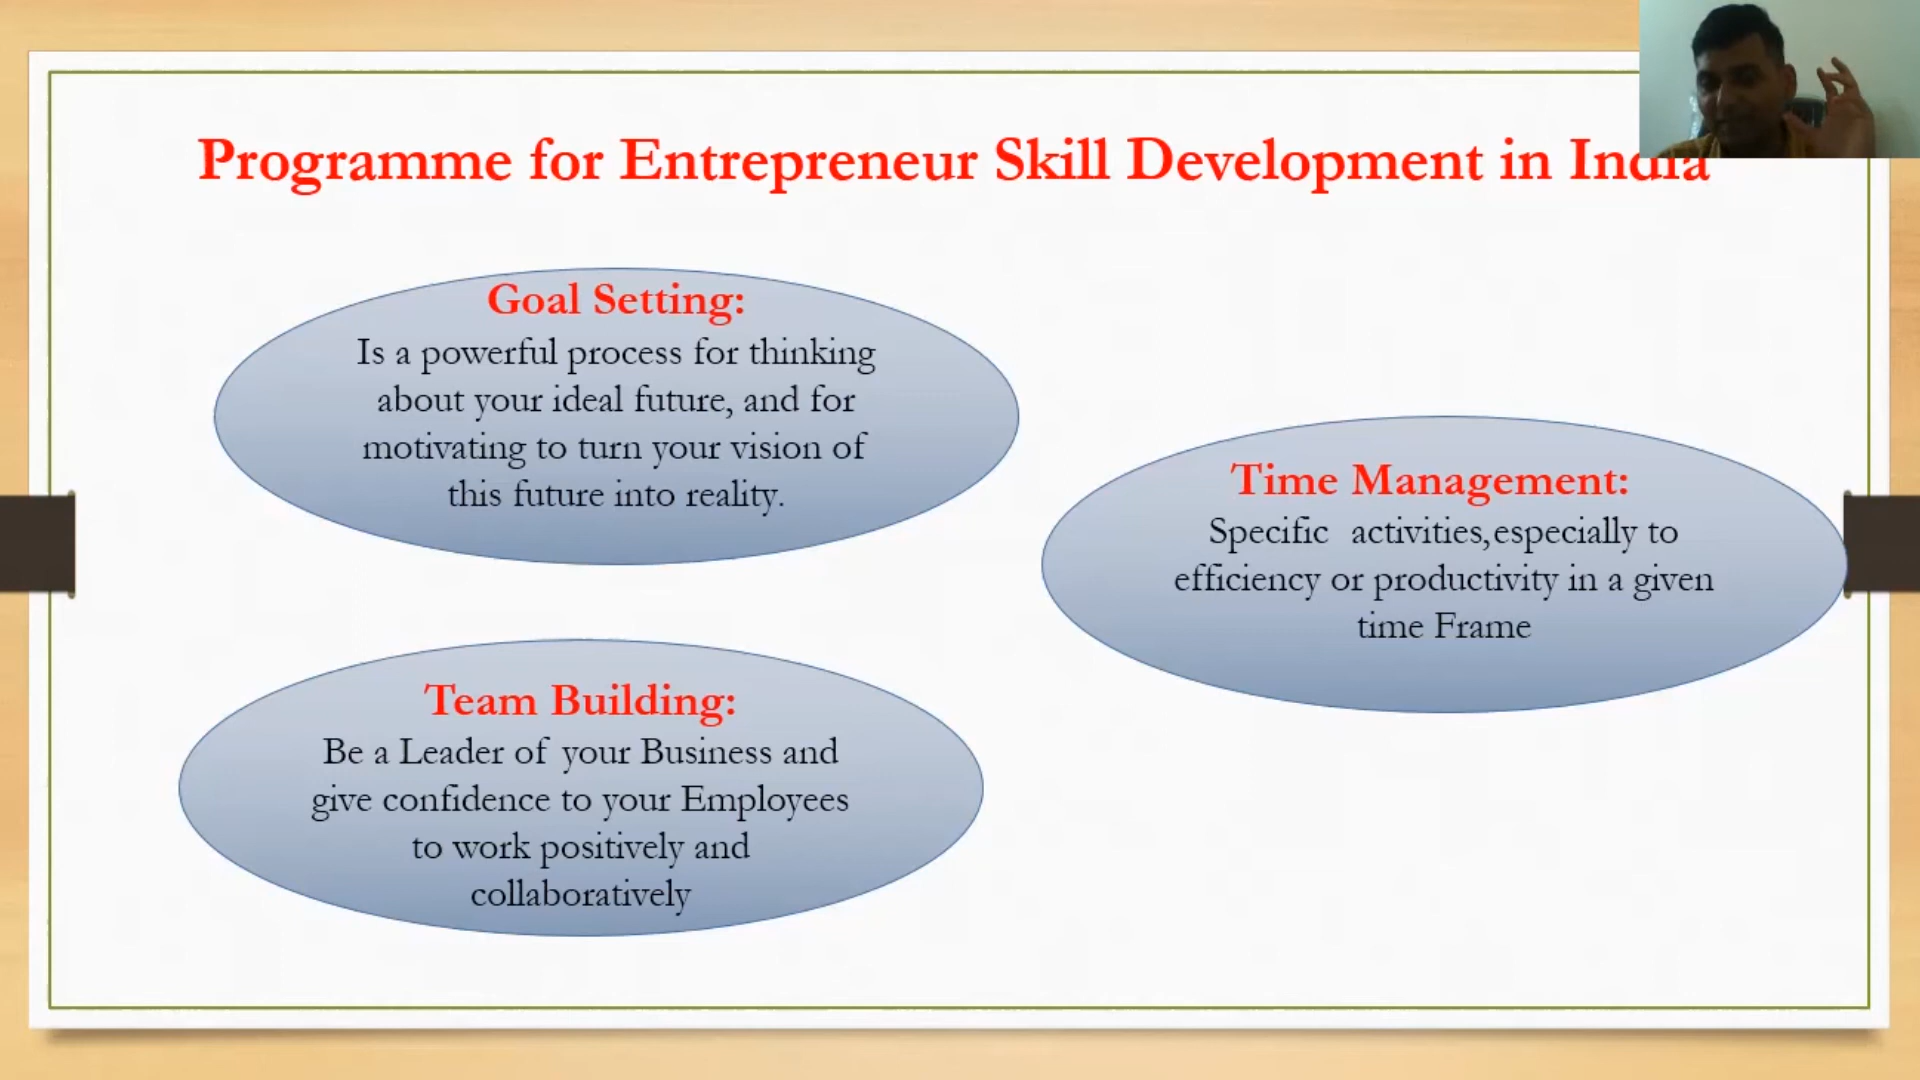 Programme for Entrepreneur Skill Development in India
Goal Setting:
Is a powerful process for thinking
about your ideal future, and for
motivating to turn your vision of
this future into reality.
Time Management:
Specific activities,especially to
efficiency or productivity in a given
time Frame
Team Building:
Be a Leader of your Business and
give confidence to your Employees
to work positively and
collaboratively